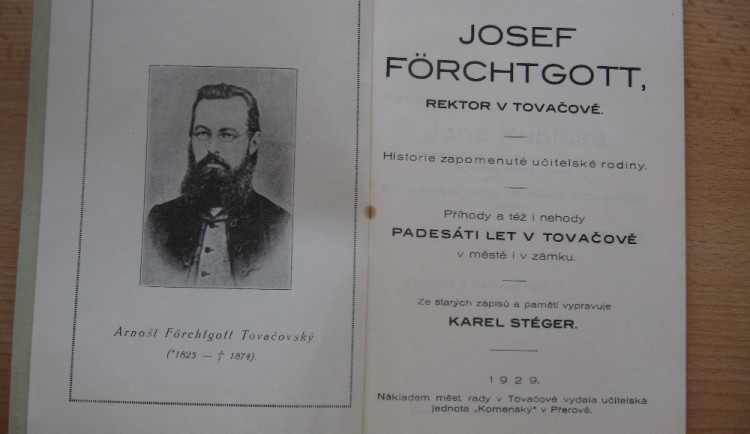 Arnošt Förchtgott Tovačovský
(*1825 — † 1874).
JOSEF
FÖRCHTGOTT,
REKTOR V TOVAČOVĚ.
Historie zapomenuté učitelské rodiny.
Příhody a též i nehody
PADESÁTI LET V TOVAČOVĚ
v městě i v zámku.
Ze starých zápisů a pamětí vypravuje
KAREL STÉGER.
1929.
Nákladem měst. rady v Tovačově vydala učitelská
jednota „Komenský" v Přerově.